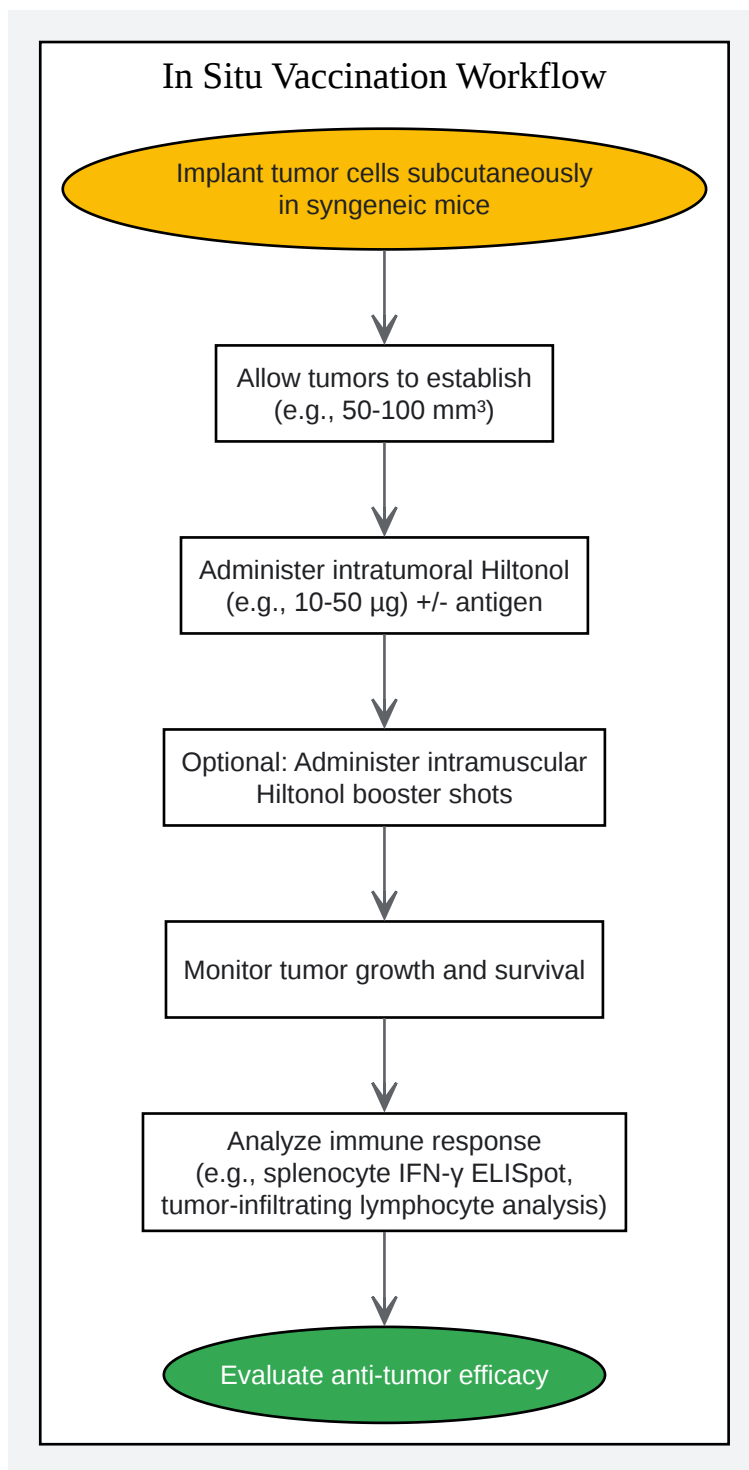 In Situ Vaccination Workflow
Implant tumor cells subcutaneously
in syngeneic mice
Allow tumors to establish
(e.g., 50-100 mm³)
Administer intratumoral Hiltonol
(e.g., 10-50 µg) +/- antigen
Optional: Administer intramuscular
Hiltonol booster shots
Monitor tumor growth and survival
Analyze immune response
(e.g., splenocyte IFN-γ ELISpot,
tumor-infiltrating lymphocyte analysis)
Evaluate anti-tumor efficacy